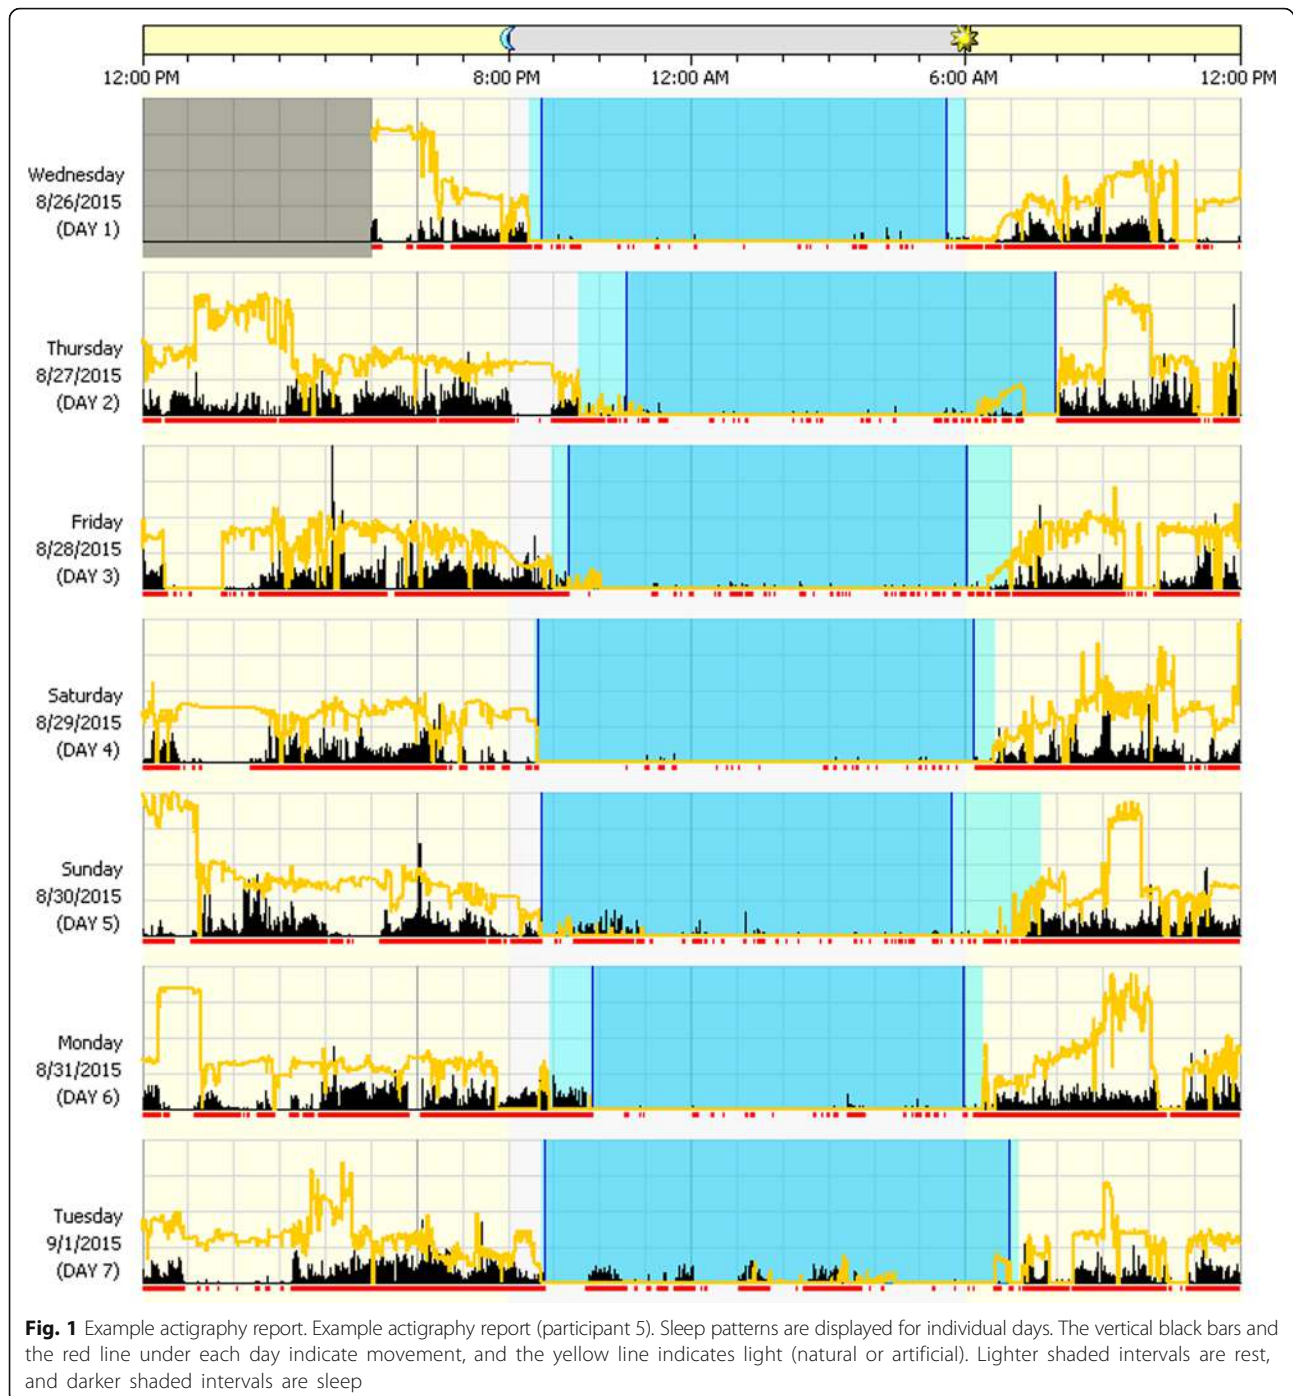 12:00 PM 8:00 PM 12:00 AM 6:00 AM 12:00 PM
Wednesday
8/26/2015
(DAY 1)
Thursday
8/27/2015
(DAY 2)
Friday
8/28/2015
(DAY 3)
Saturday
8/29/2015
(DAY 4)
Sunday
8/30/2015
(DAY 5)
Monday
8/31/2015
(DAY 6)
Tuesday
9/1/2015
(DAY 7)
Fig. 1 Example actigraphy report. Example actigraphy report (participant 5). Sleep patterns are displayed for individual days. The vertical black bars and
the red line under each day indicate movement, and the yellow line indicates light (natural or artificial). Lighter shaded intervals are rest,
and darker shaded intervals are sleep